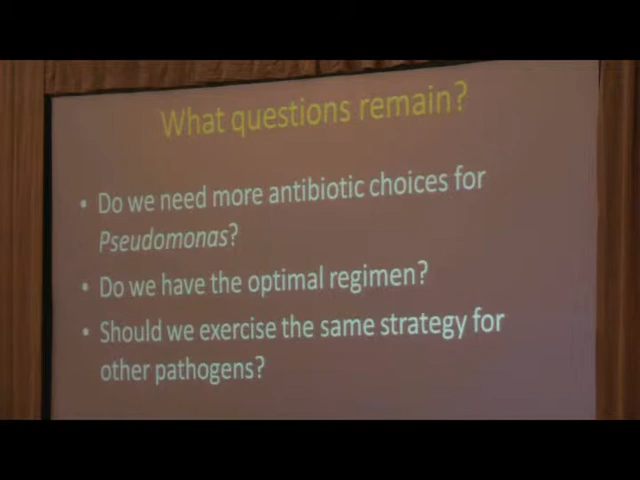 What questions remain?
• Do we need more antibiotic choices for
Pseudomonas?
• Do we have the optimal regimen?
• Should we exercise the same strategy for
other pathogens?